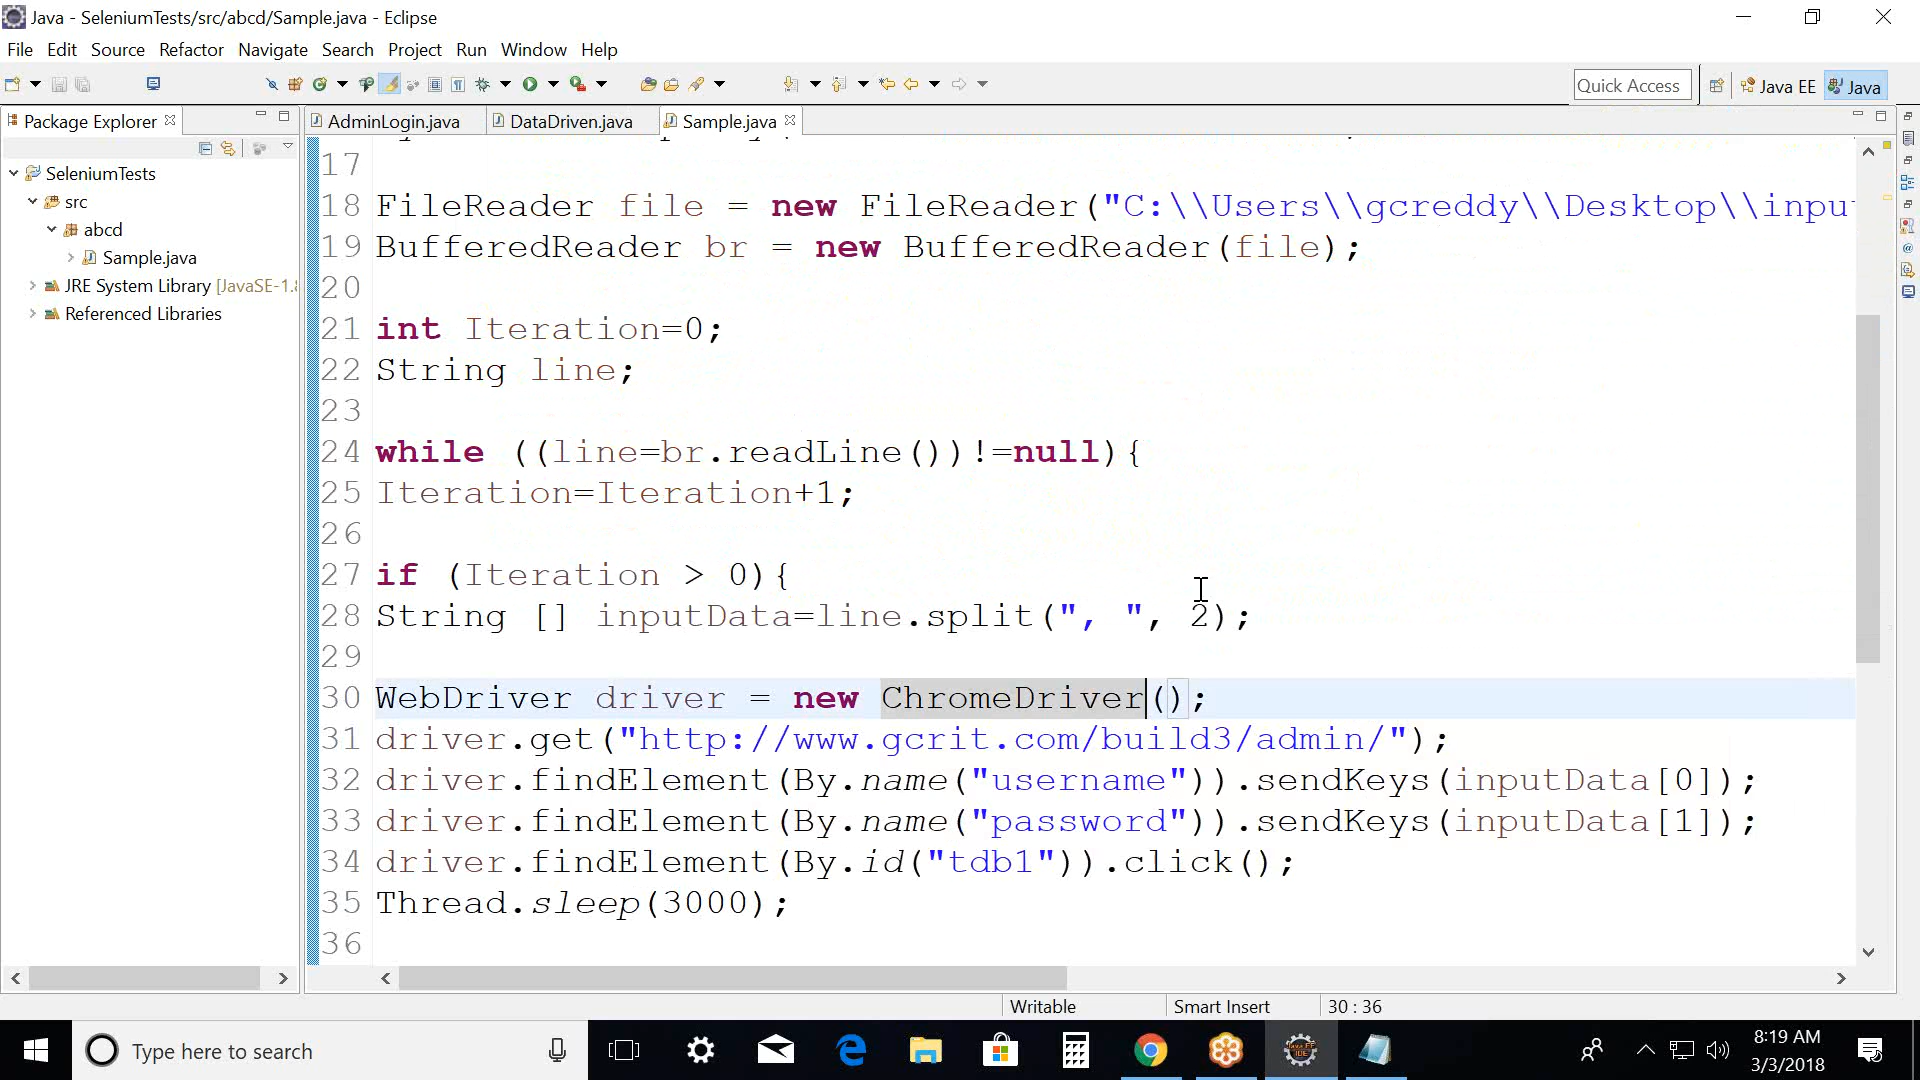 Java - SeleniumTests/src/abcd/Sample.java - Eclipse
File Edit Source Refactor Navigate Search Project Run Window Help
Quick Access Java EE Java
Package Explorer AdminLogin.java DataDriven.java Sample.java
SeleniumTests
src
abcd
Sample.java
JRE System Library [JavaSE-1.8
Referenced Libraries
17
18 FileReader file = new FileReader("C:\\Users\\gcreddy\\Desktop\\inpu
19 BufferedReader br = new BufferedReader(file);
20
21 int Iteration=0;
22 String line;
23
24 while ((line=br.readLine())!=null){
25 Iteration=Iteration+1;
26
27 if (Iteration > 0){
28 String [] inputData=line.split(", ", 2);
29
30 WebDriver driver = new ChromeDriver();
31 driver.get("http://www.gcrit.com/build3/admin/");
32 driver.findElement(By.name("username")).sendKeys(inputData[0]);
33 driver.findElement(By.name("password")).sendKeys(inputData[1]);
34 driver.findElement(By.id("tdb1")).click();
35 Thread.sleep(3000);
36
Writable Smart Insert 30 : 36
Type here to search
8:19 AM
3/3/2018